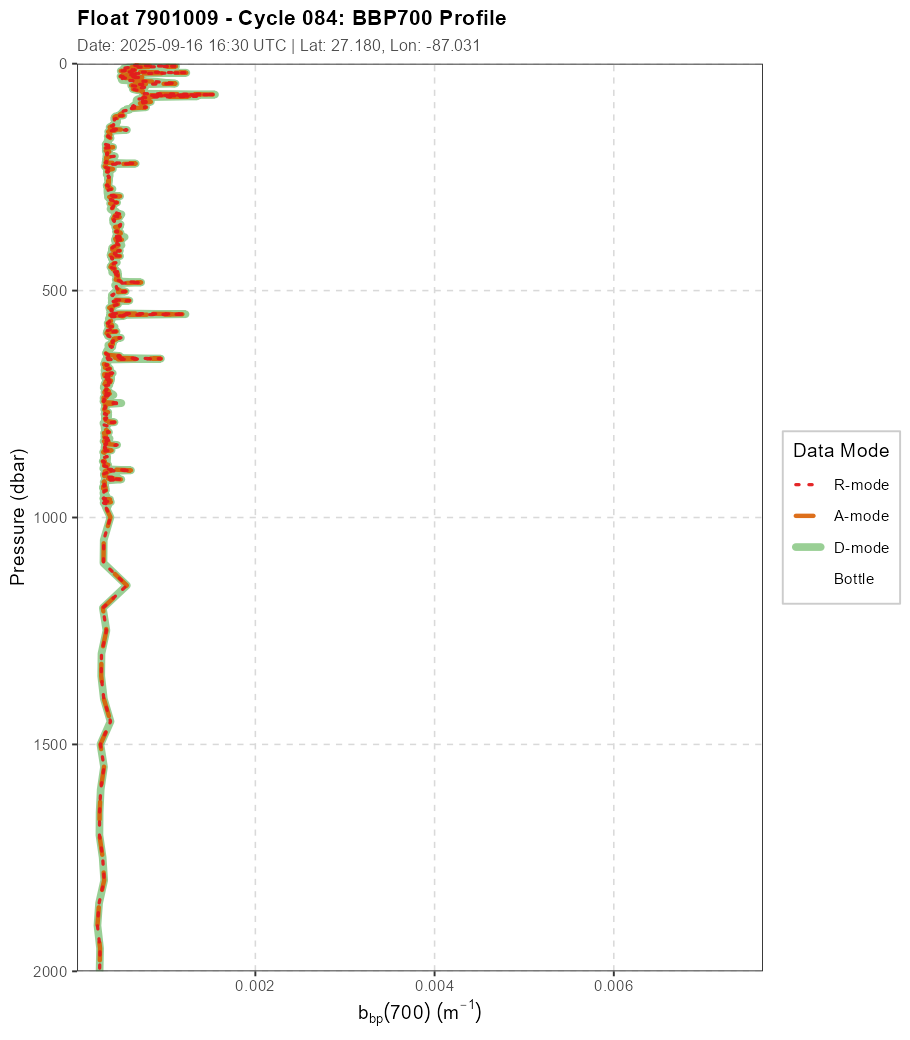 Float 7901009 - Cycle 084: BBP700 Profile
Date: 2025-09-16 16:30 UTC | Lat: 27.180, Lon: -87.031
0
500
1000
1500
2000
Pressure (dbar)
0.002
0.004
0.006
b_bp(700) (m⁻¹)
Data Mode
R-mode
A-mode
D-mode
Bottle